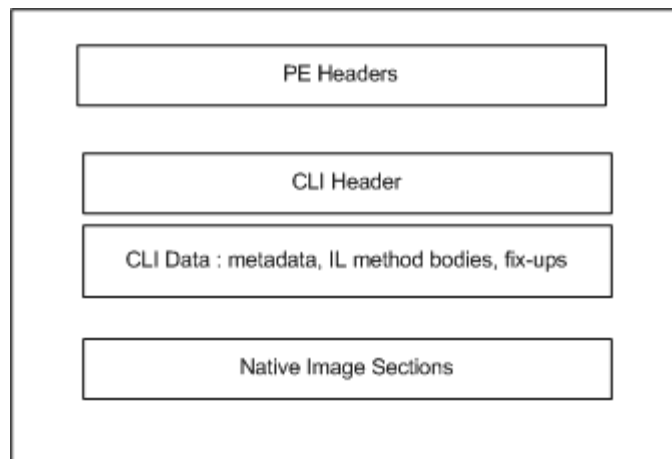 PE Headers
CLI Header
CLI Data : metadata, IL method bodies, fix-ups
Native Image Sections